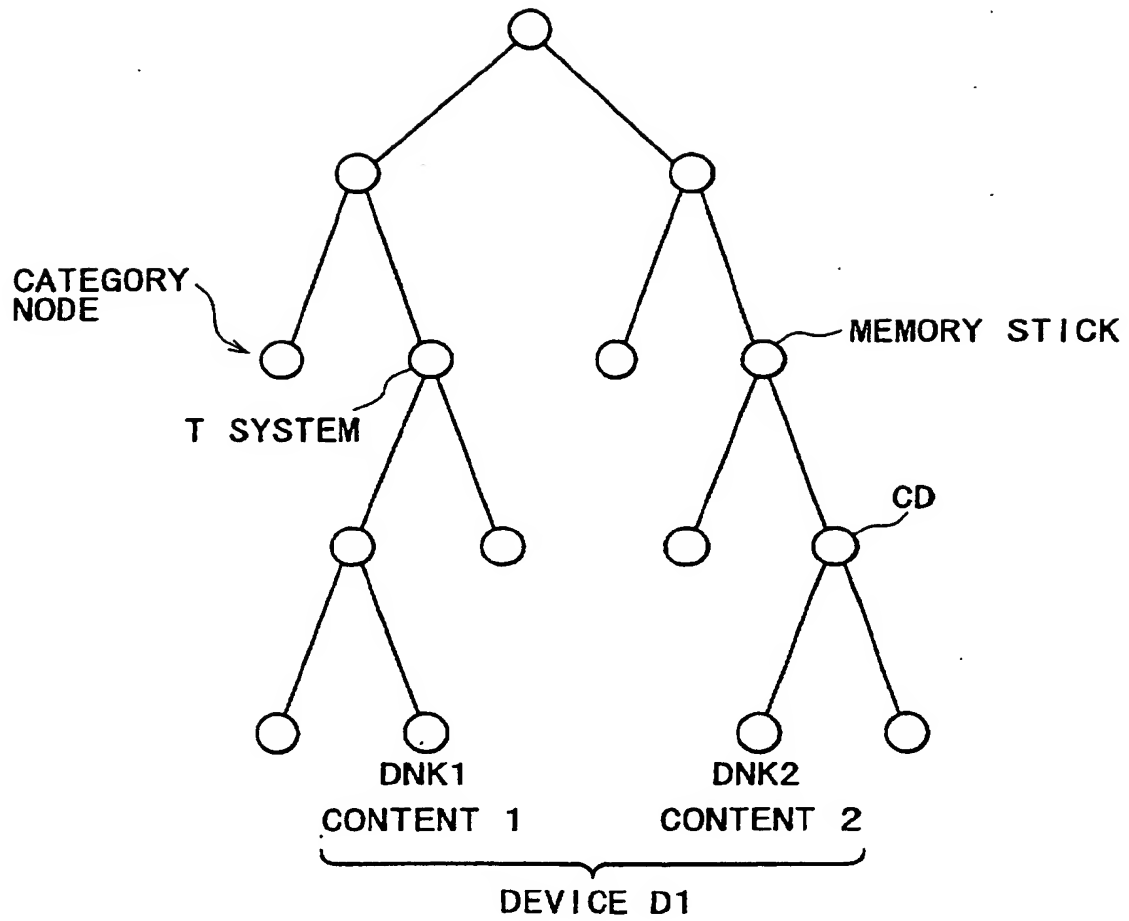 CATEGORY
NODE
MEMORY STICK
T SYSTEM
CD
DNK1
DNK2
CONTENT 1
CONTENT 2
DEVICE D1